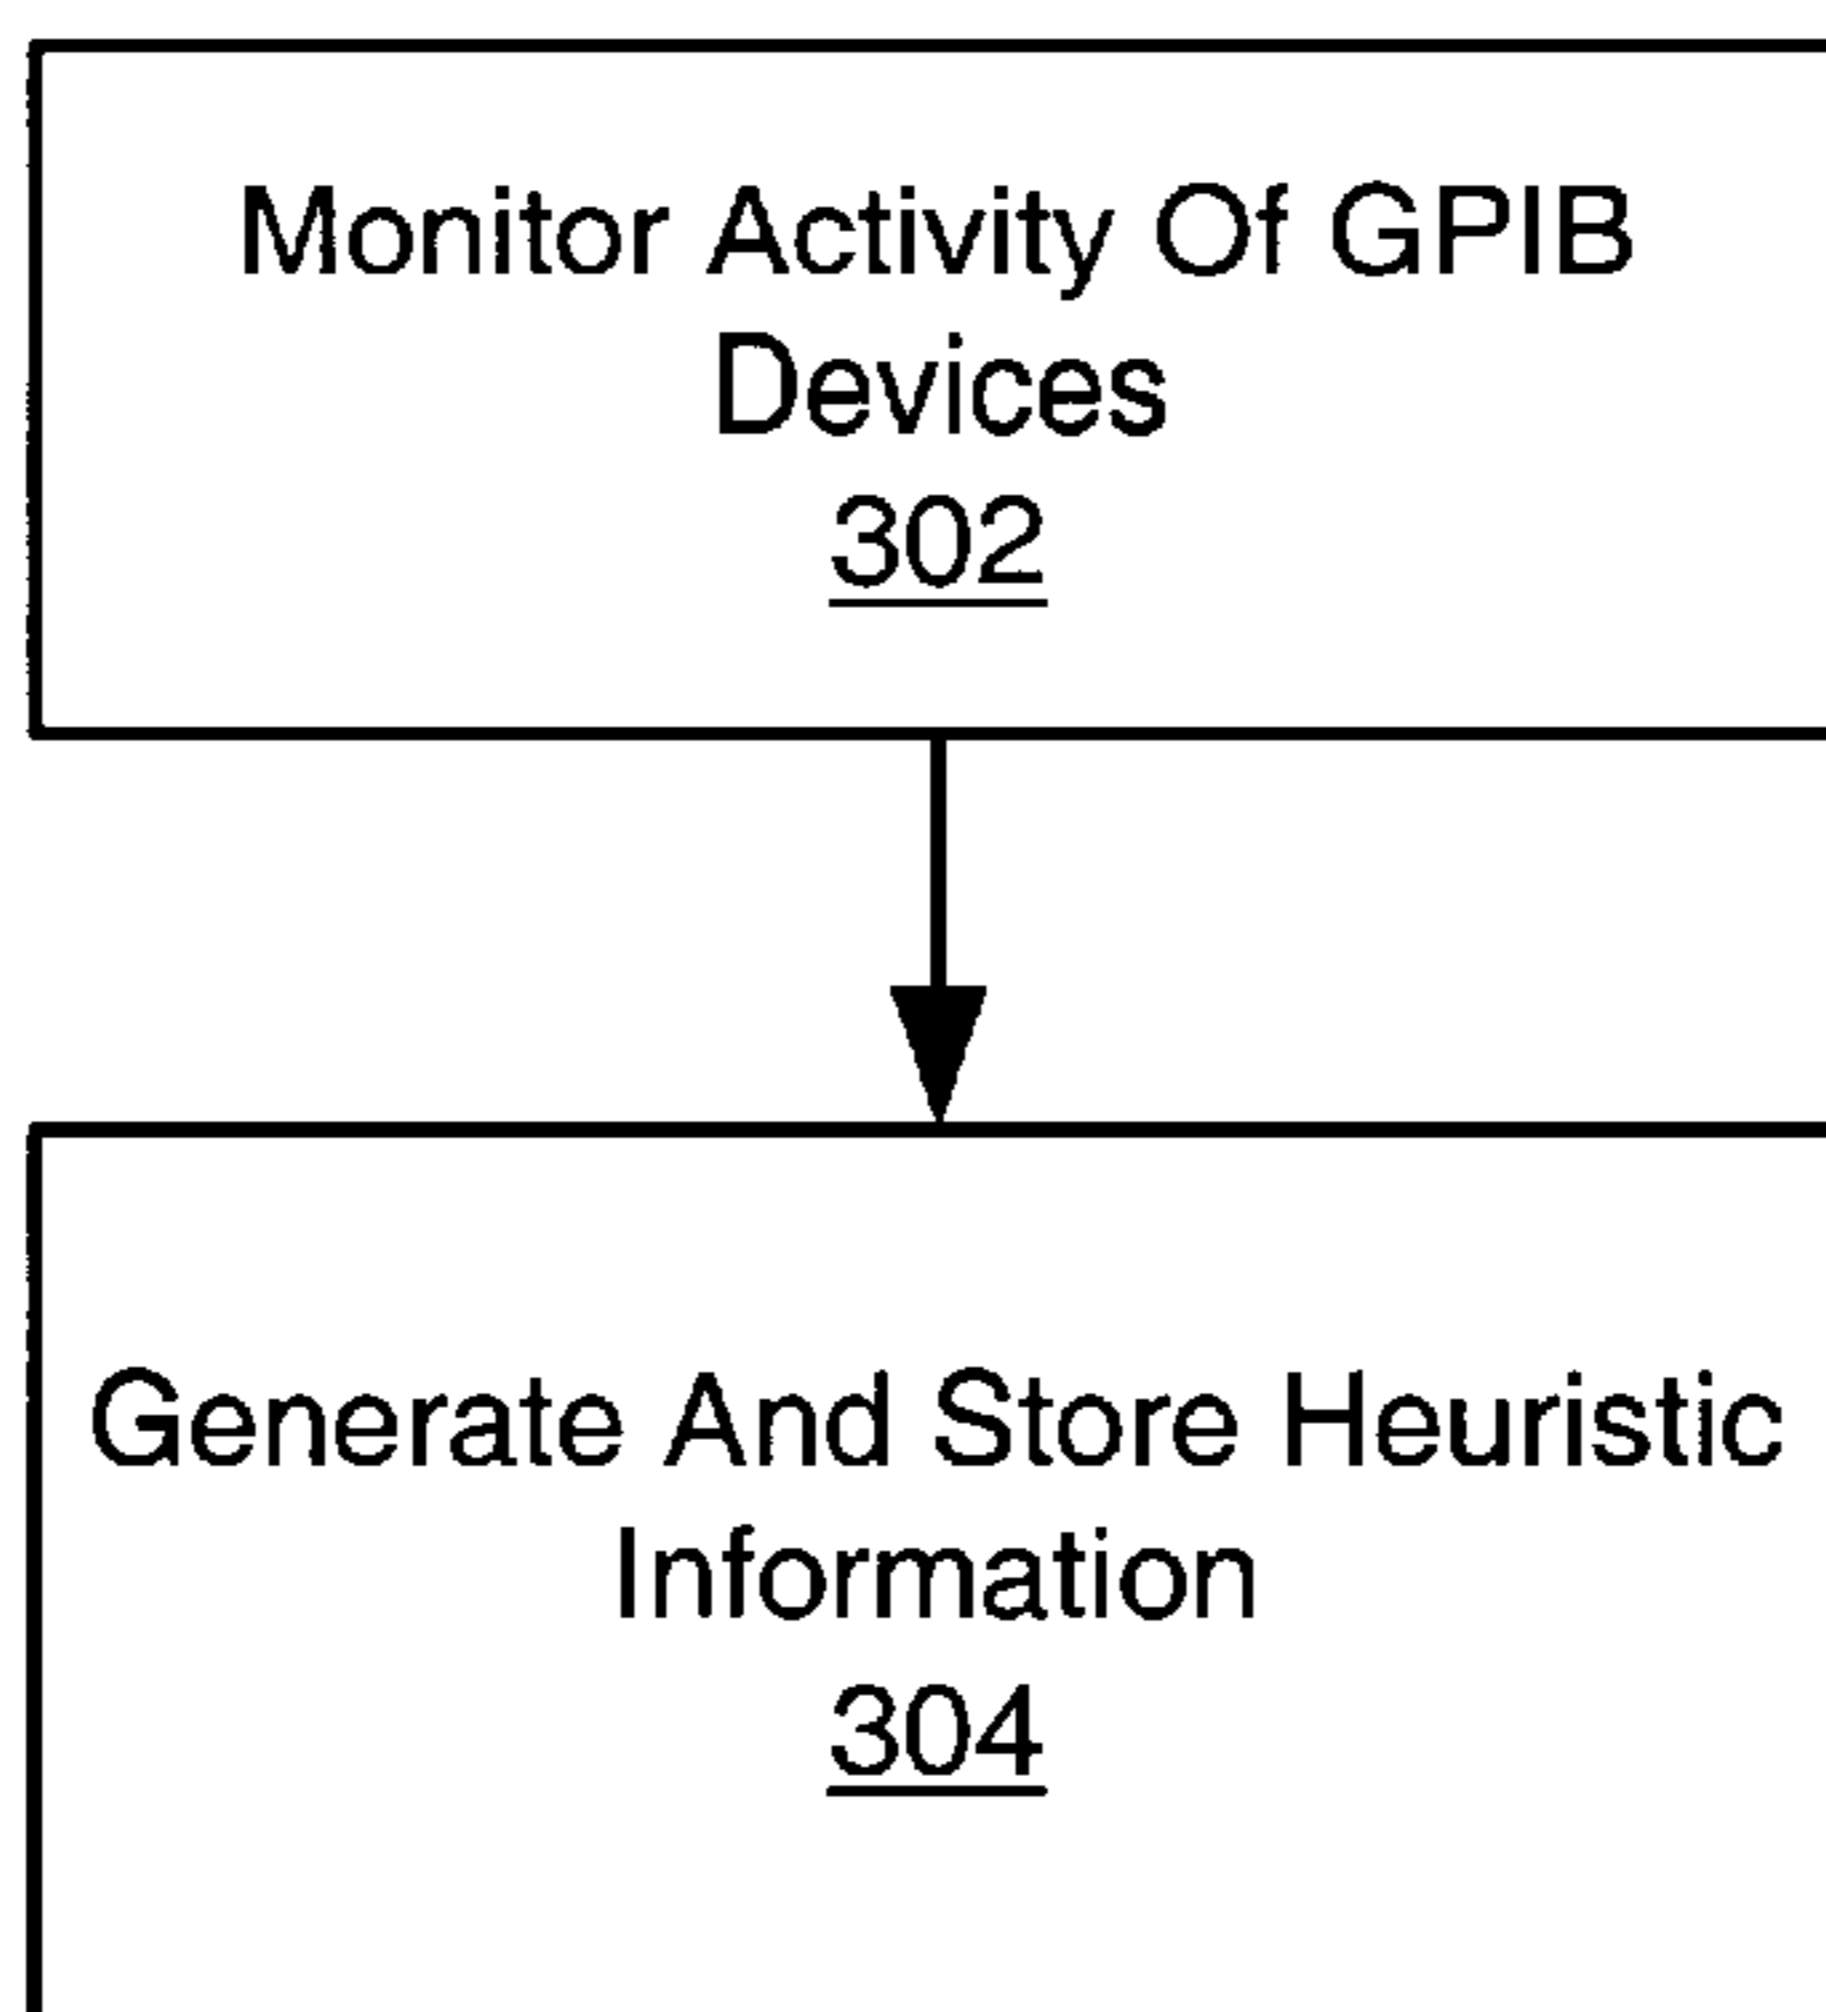 Monitor Activity Of GPIB
Devices
302
Generate And Store Heuristic
Information
304